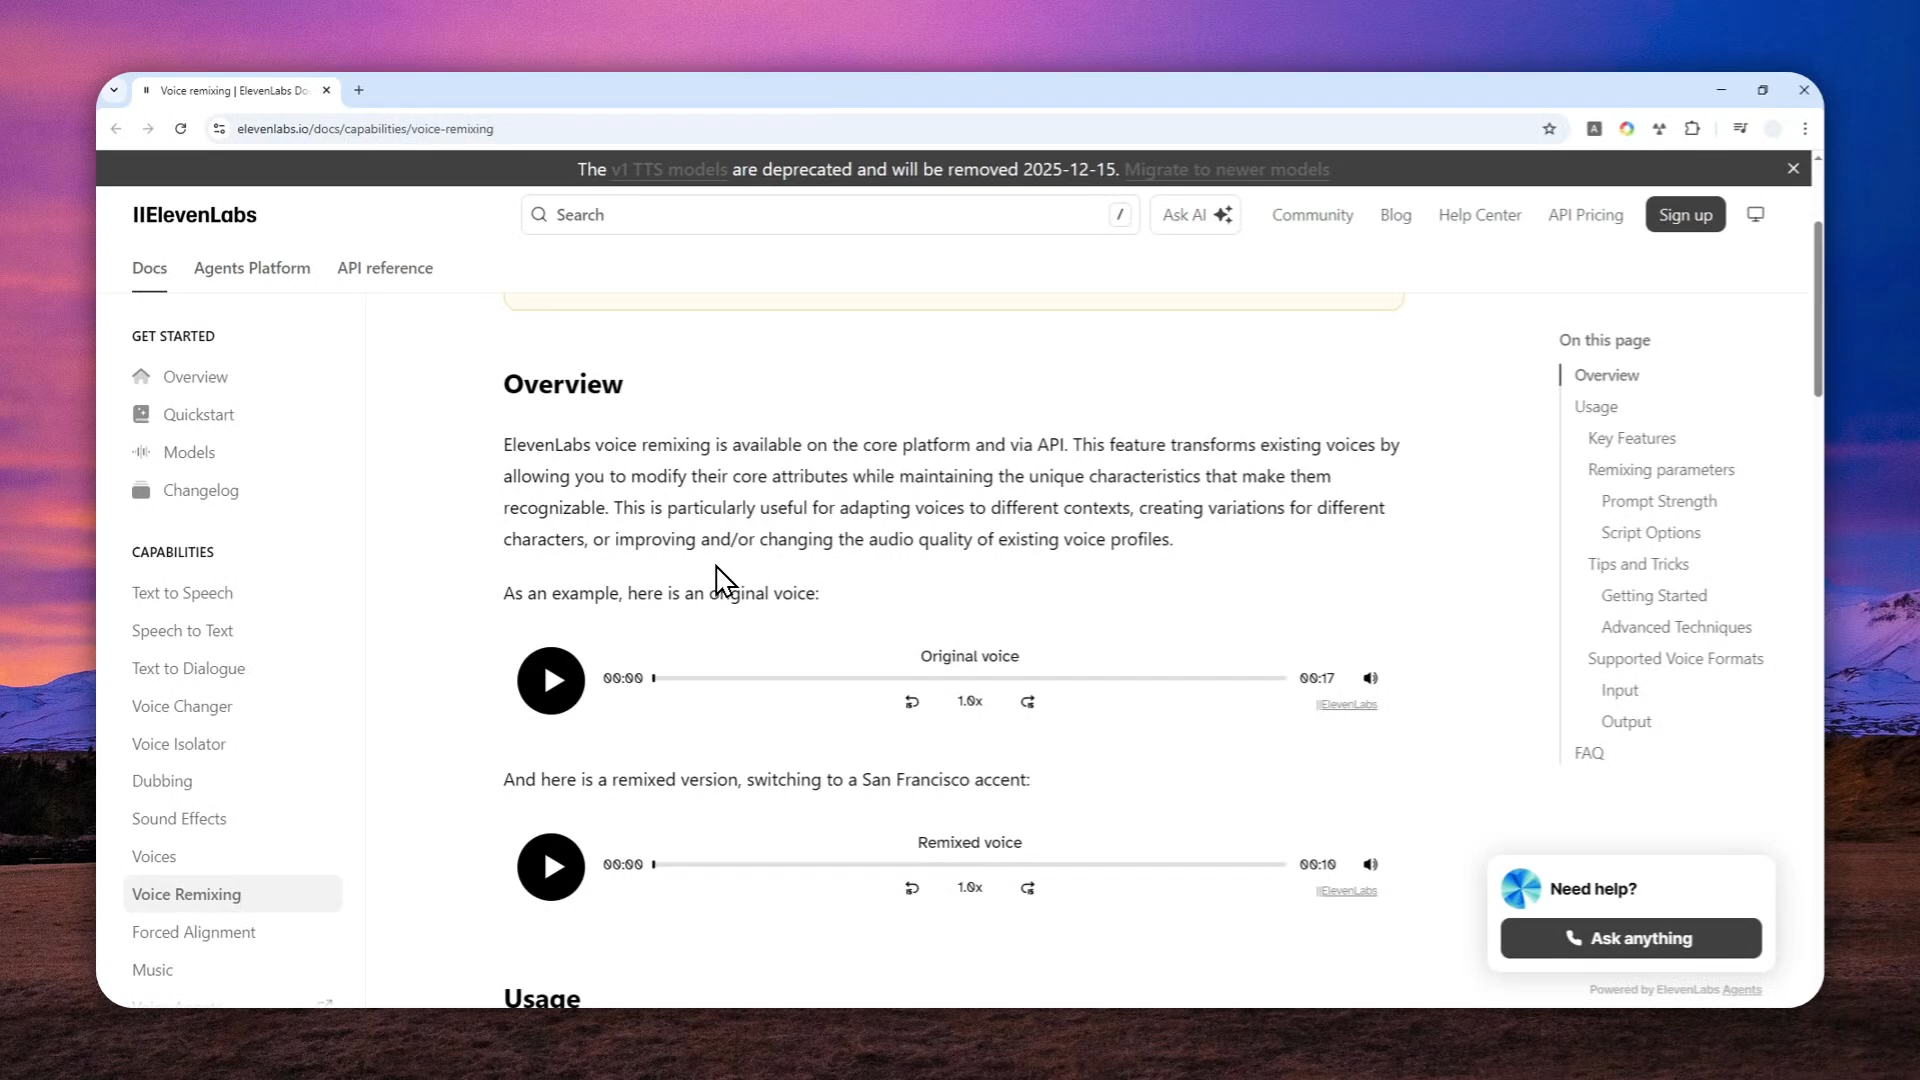 Voice remixing | ElevenLabs Do
elevenlabs.io/docs/capabilities/voice-remixing
The v1 TTS models are deprecated and will be removed 2025-12-15. Migrate to newer models
IIElevenLabs
Search
/
Ask AI
Community
Blog
Help Center
API Pricing
Sign up
Docs
Agents Platform
API reference
GET STARTED
Overview
Quickstart
Models
Changelog
CAPABILITIES
Text to Speech
Speech to Text
Text to Dialogue
Voice Changer
Voice Isolator
Dubbing
Sound Effects
Voices
Voice Remixing
Forced Alignment
Music
Overview
ElevenLabs voice remixing is available on the core platform and via API. This feature transforms existing voices by
allowing you to modify their core attributes while maintaining the unique characteristics that make them
recognizable. This is particularly useful for adapting voices to different contexts, creating variations for different
characters, or improving and/or changing the audio quality of existing voice profiles.
As an example, here is an original voice:
Original voice
00:00
00:17
1.0x
IIElevenLabs
And here is a remixed version, switching to a San Francisco accent:
Remixed voice
00:00
00:10
1.0x
IIElevenLabs
Usage
On this page
Overview
Usage
Key Features
Remixing parameters
Prompt Strength
Script Options
Tips and Tricks
Getting Started
Advanced Techniques
Supported Voice Formats
Input
Output
FAQ
Need help?
Ask anything
Powered by ElevenLabs Agents